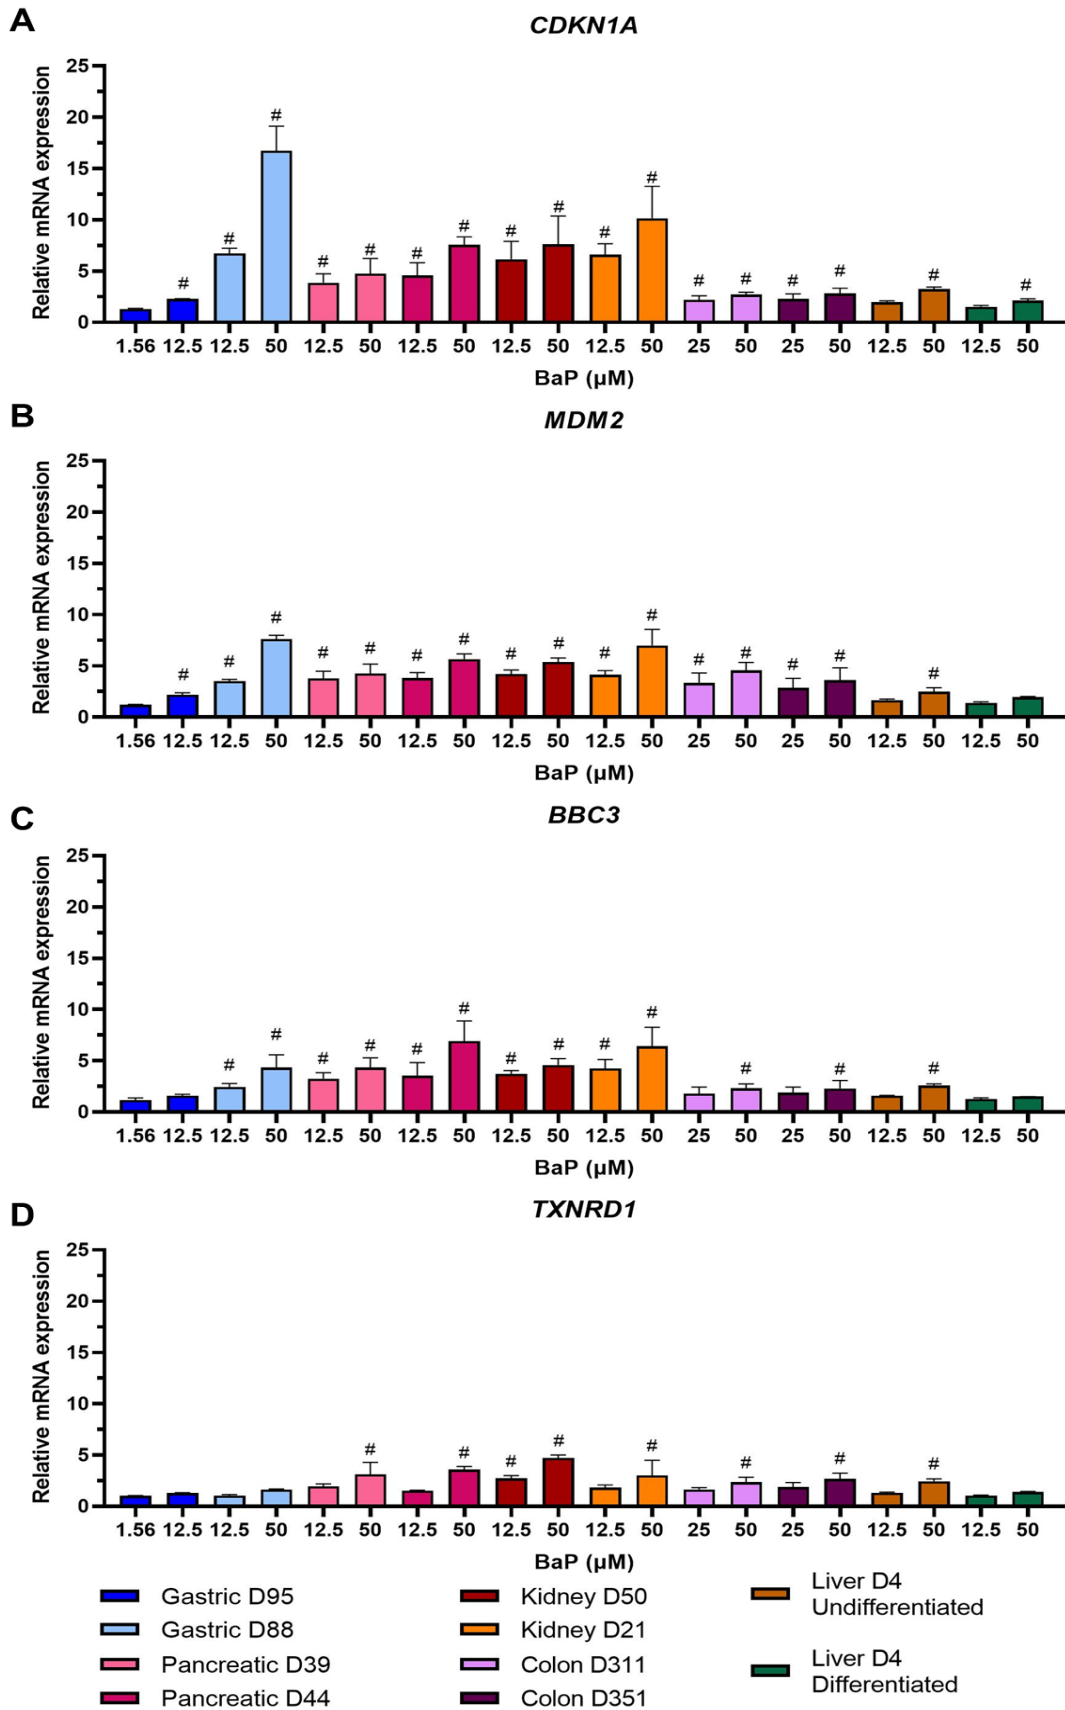 A
CDKN1A
Relative mRNA expression
25
20
15
10
5
0
# # # # # # # # # # # # # # # # #
1.56 12.5 12.5 50 12.5 50 12.5 50 12.5 50 12.5 50 25 50 25 50 12.5 50 12.5 50
BaP (µM)
B
MDM2
Relative mRNA expression
25
20
15
10
5
0
# # # # # # # # # # # # # # # #
1.56 12.5 12.5 50 12.5 50 12.5 50 12.5 50 12.5 50 25 50 25 50 12.5 50 12.5 50
BaP (µM)
C
BBC3
Relative mRNA expression
25
20
15
10
5
0
# # # # # # # # # # # # #
1.56 12.5 12.5 50 12.5 50 12.5 50 12.5 50 12.5 50 25 50 25 50 12.5 50 12.5 50
BaP (µM)
D
TXNRD1
Relative mRNA expression
25
20
15
10
5
0
# # # # # # # #
1.56 12.5 12.5 50 12.5 50 12.5 50 12.5 50 12.5 50 25 50 25 50 12.5 50 12.5 50
BaP (µM)
Gastric D95
Gastric D88
Pancreatic D39
Pancreatic D44
Kidney D50
Kidney D21
Colon D311
Colon D351
Liver D4
Undifferentiated
Liver D4
Differentiated